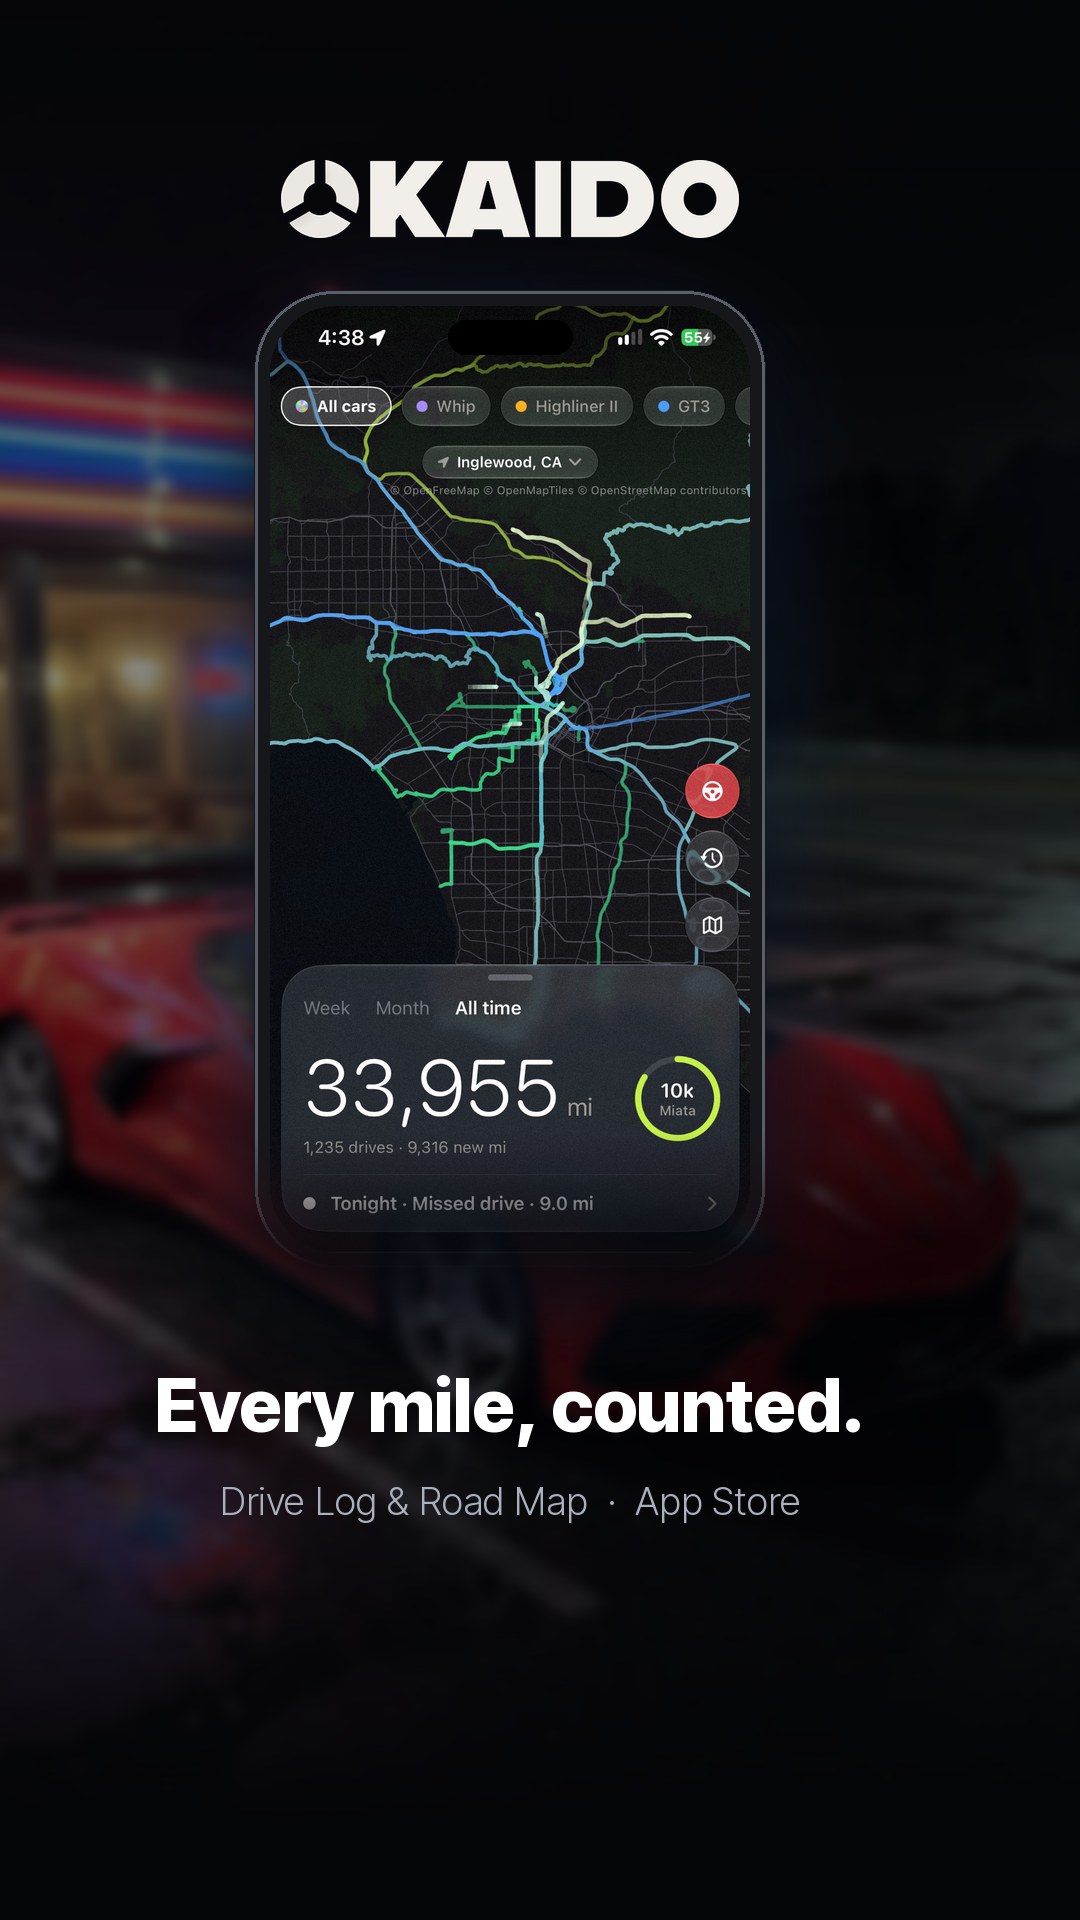 KAIDO
4:38
55
All cars
Whip
Highliner II
GT3
Inglewood, CA
© OpenFreeMap © OpenMapTiles © OpenStreetMap contributors
Week Month All time
33,955 mi
10k
Miata
1,235 drives · 9,316 new mi
Tonight · Missed drive · 9.0 mi
Every mile, counted.
Drive Log & Road Map · App Store